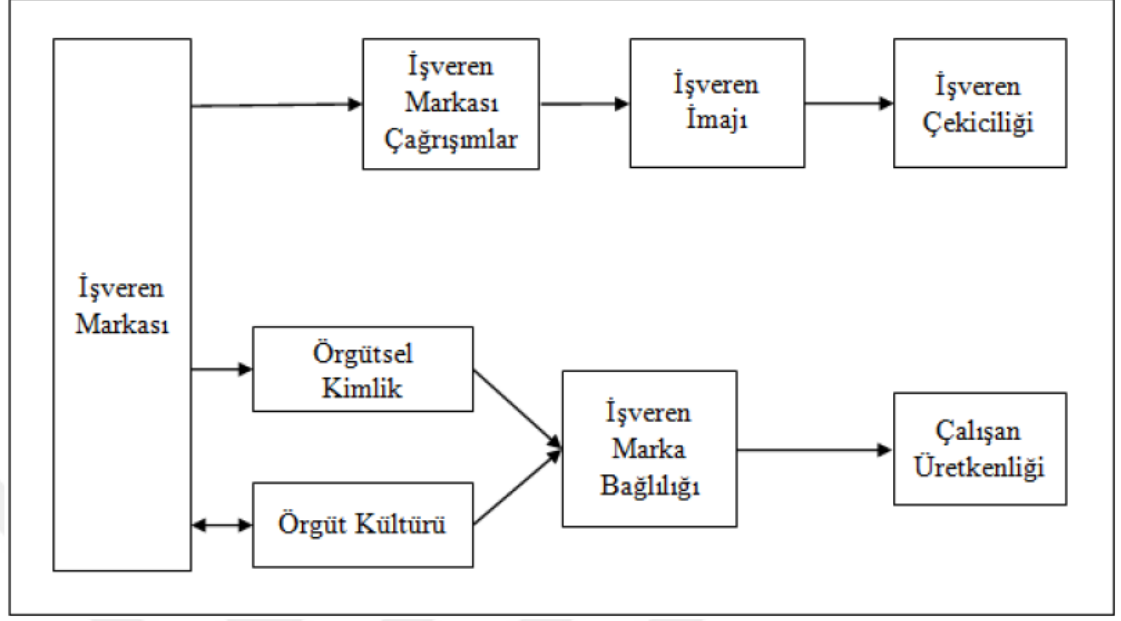 İşveren
Markası
Çağrışımlar
İşveren
İmajı
İşveren
Çekiciliği
İşveren
Markası
Örgütsel
Kimlik
İşveren
Marka
Bağlılığı
Çalışan
Üretkenliği
Örgüt Kültürü